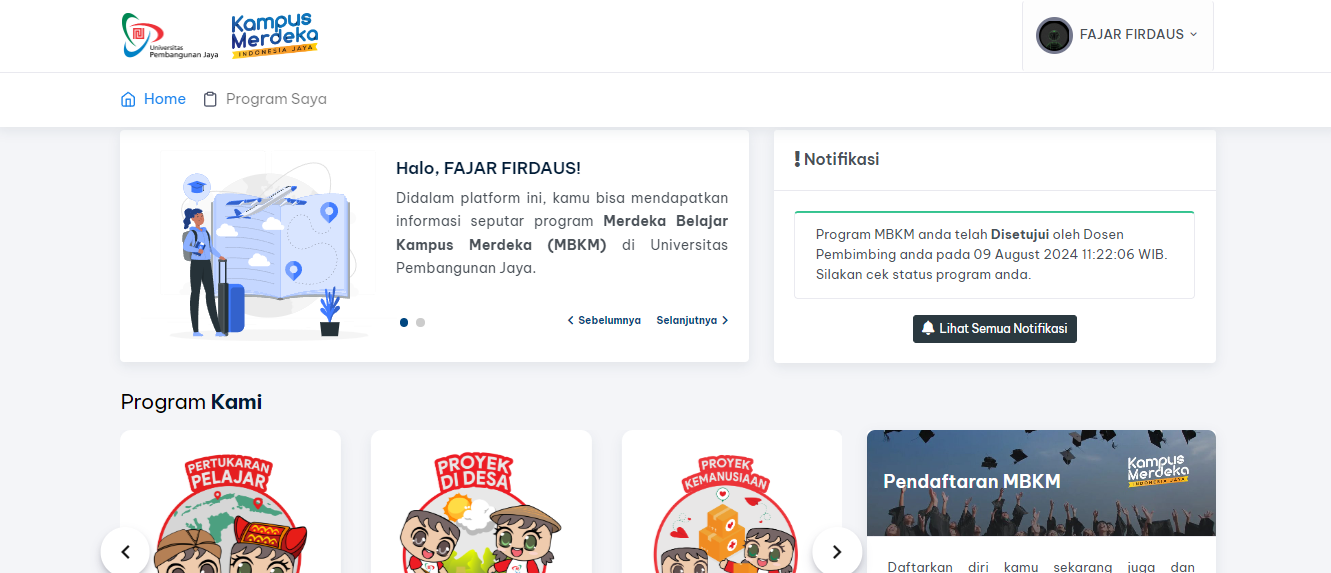 Universitas
Pembangunan Jaya
Kampus
Merdeka
INDONESIA JAYA
FAJAR FIRDAUS
Home
Program Saya
Halo, FAJAR FIRDAUS!
Didalam platform ini, kamu bisa mendapatkan
informasi seputar program Merdeka Belajar
Kampus Merdeka (MBKM) di Universitas
Pembangunan Jaya.
Sebelumnya
Selanjutnya
Notifikasi
Program MBKM anda telah Disetujui oleh Dosen
Pembimbing anda pada 09 August 2024 11:22:06 WIB.
Silakan cek status program anda.
Lihat Semua Notifikasi
Program Kami
PERTUKARAN
PELAJAR
PROYEK
DI DESA
PROYEK
KEMANUSIAAN
Pendaftaran MBKM
Kampus
Merdeka
INDONESIA JAYA
Daftarkan diri kamu sekarang juga dan